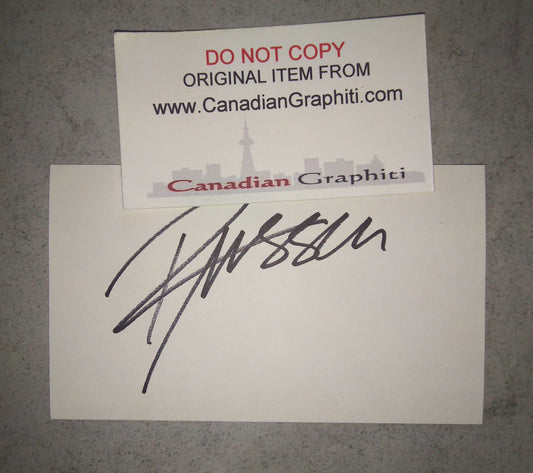 DO NOT COPY
ORIGINAL ITEM FROM
www.CanadianGraphiti.com
Canadian Graphiti